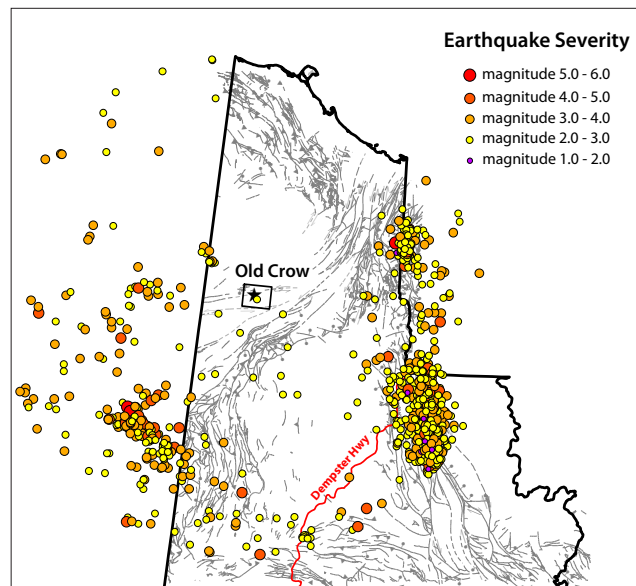 Earthquake Severity
magnitude 5.0 - 6.0
magnitude 4.0 - 5.0
magnitude 3.0 - 4.0
magnitude 2.0 - 3.0
magnitude 1.0 - 2.0
Old Crow
Dempster Hwy